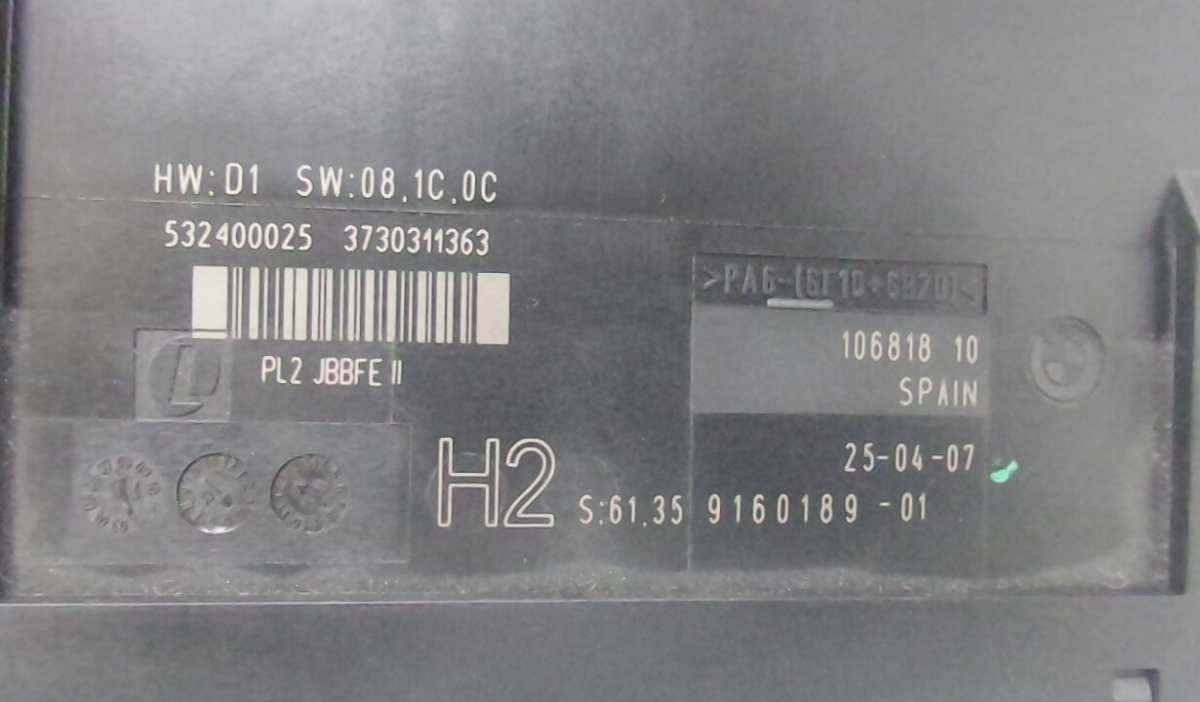 HW:D1 SW:08.1C.0C
532400025 3730311363
PL2 JBBFE II
L
>PA6-(GF10+GB20)<
106818 10
SPAIN
25-04-07
H2
S:61.35 9160189 -01